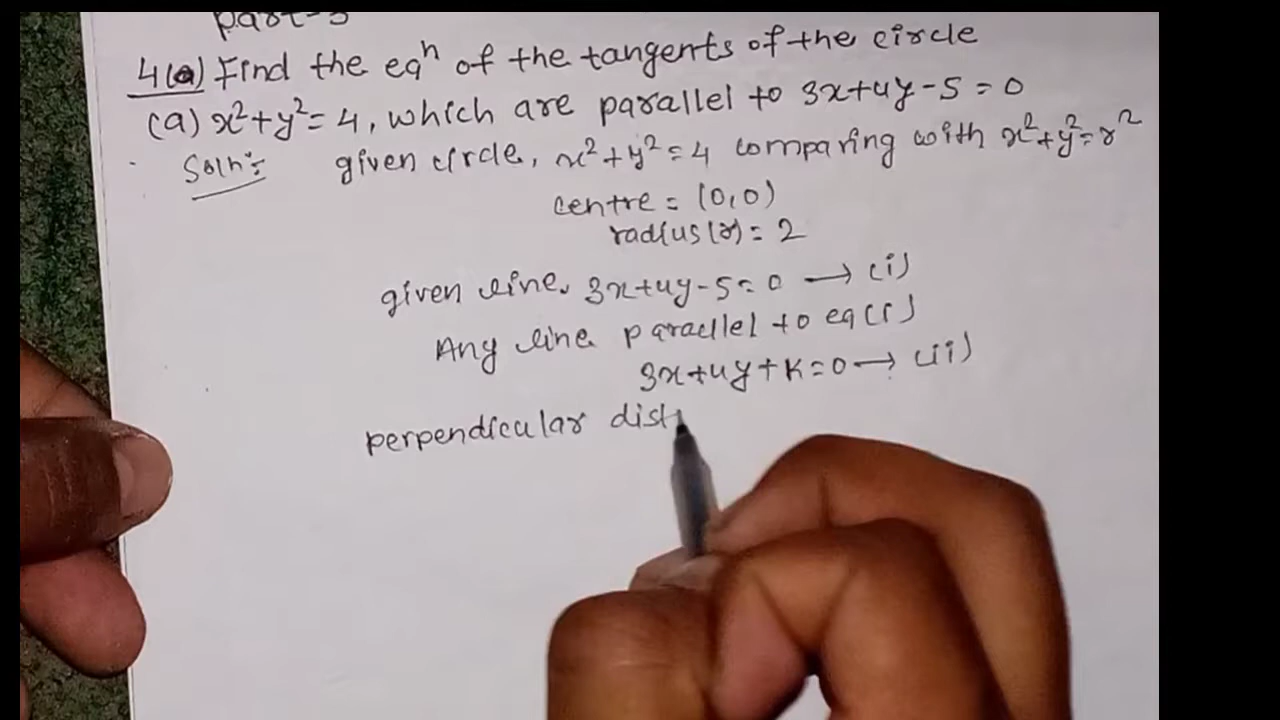 part-3
4(a) Find the eqⁿ of the tangents of the circle
(a) x²+y²=4, which are parallel to 3x+4y-5=0
Solnः given circle, x²+y²=4 comparing with x²+y²=r²
centre = (0,0)
radius(r) = 2
given line, 3x+4y-5=0 → (i)
Any line parallel to eq(i)
3x+4y+k=0 → (ii)
perpendicular dist